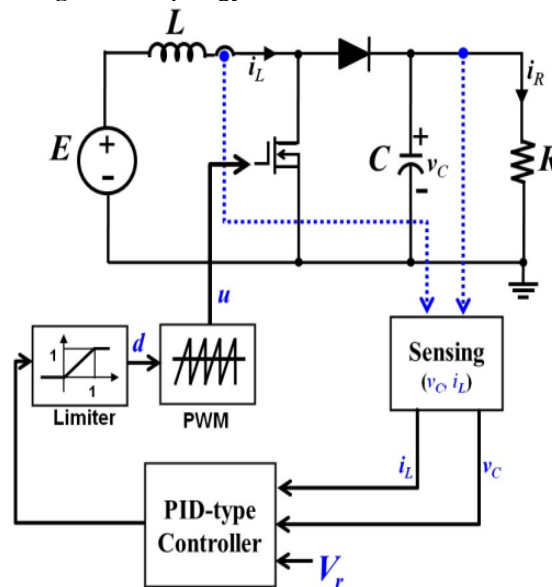 L
i_L
i_R
E
+
-
C
+
v_C
-
R
u
d
1
1
Limiter
PWM
Sensing
(v_C, i_L)
i_L
v_C
PID-type
Controller
V_r